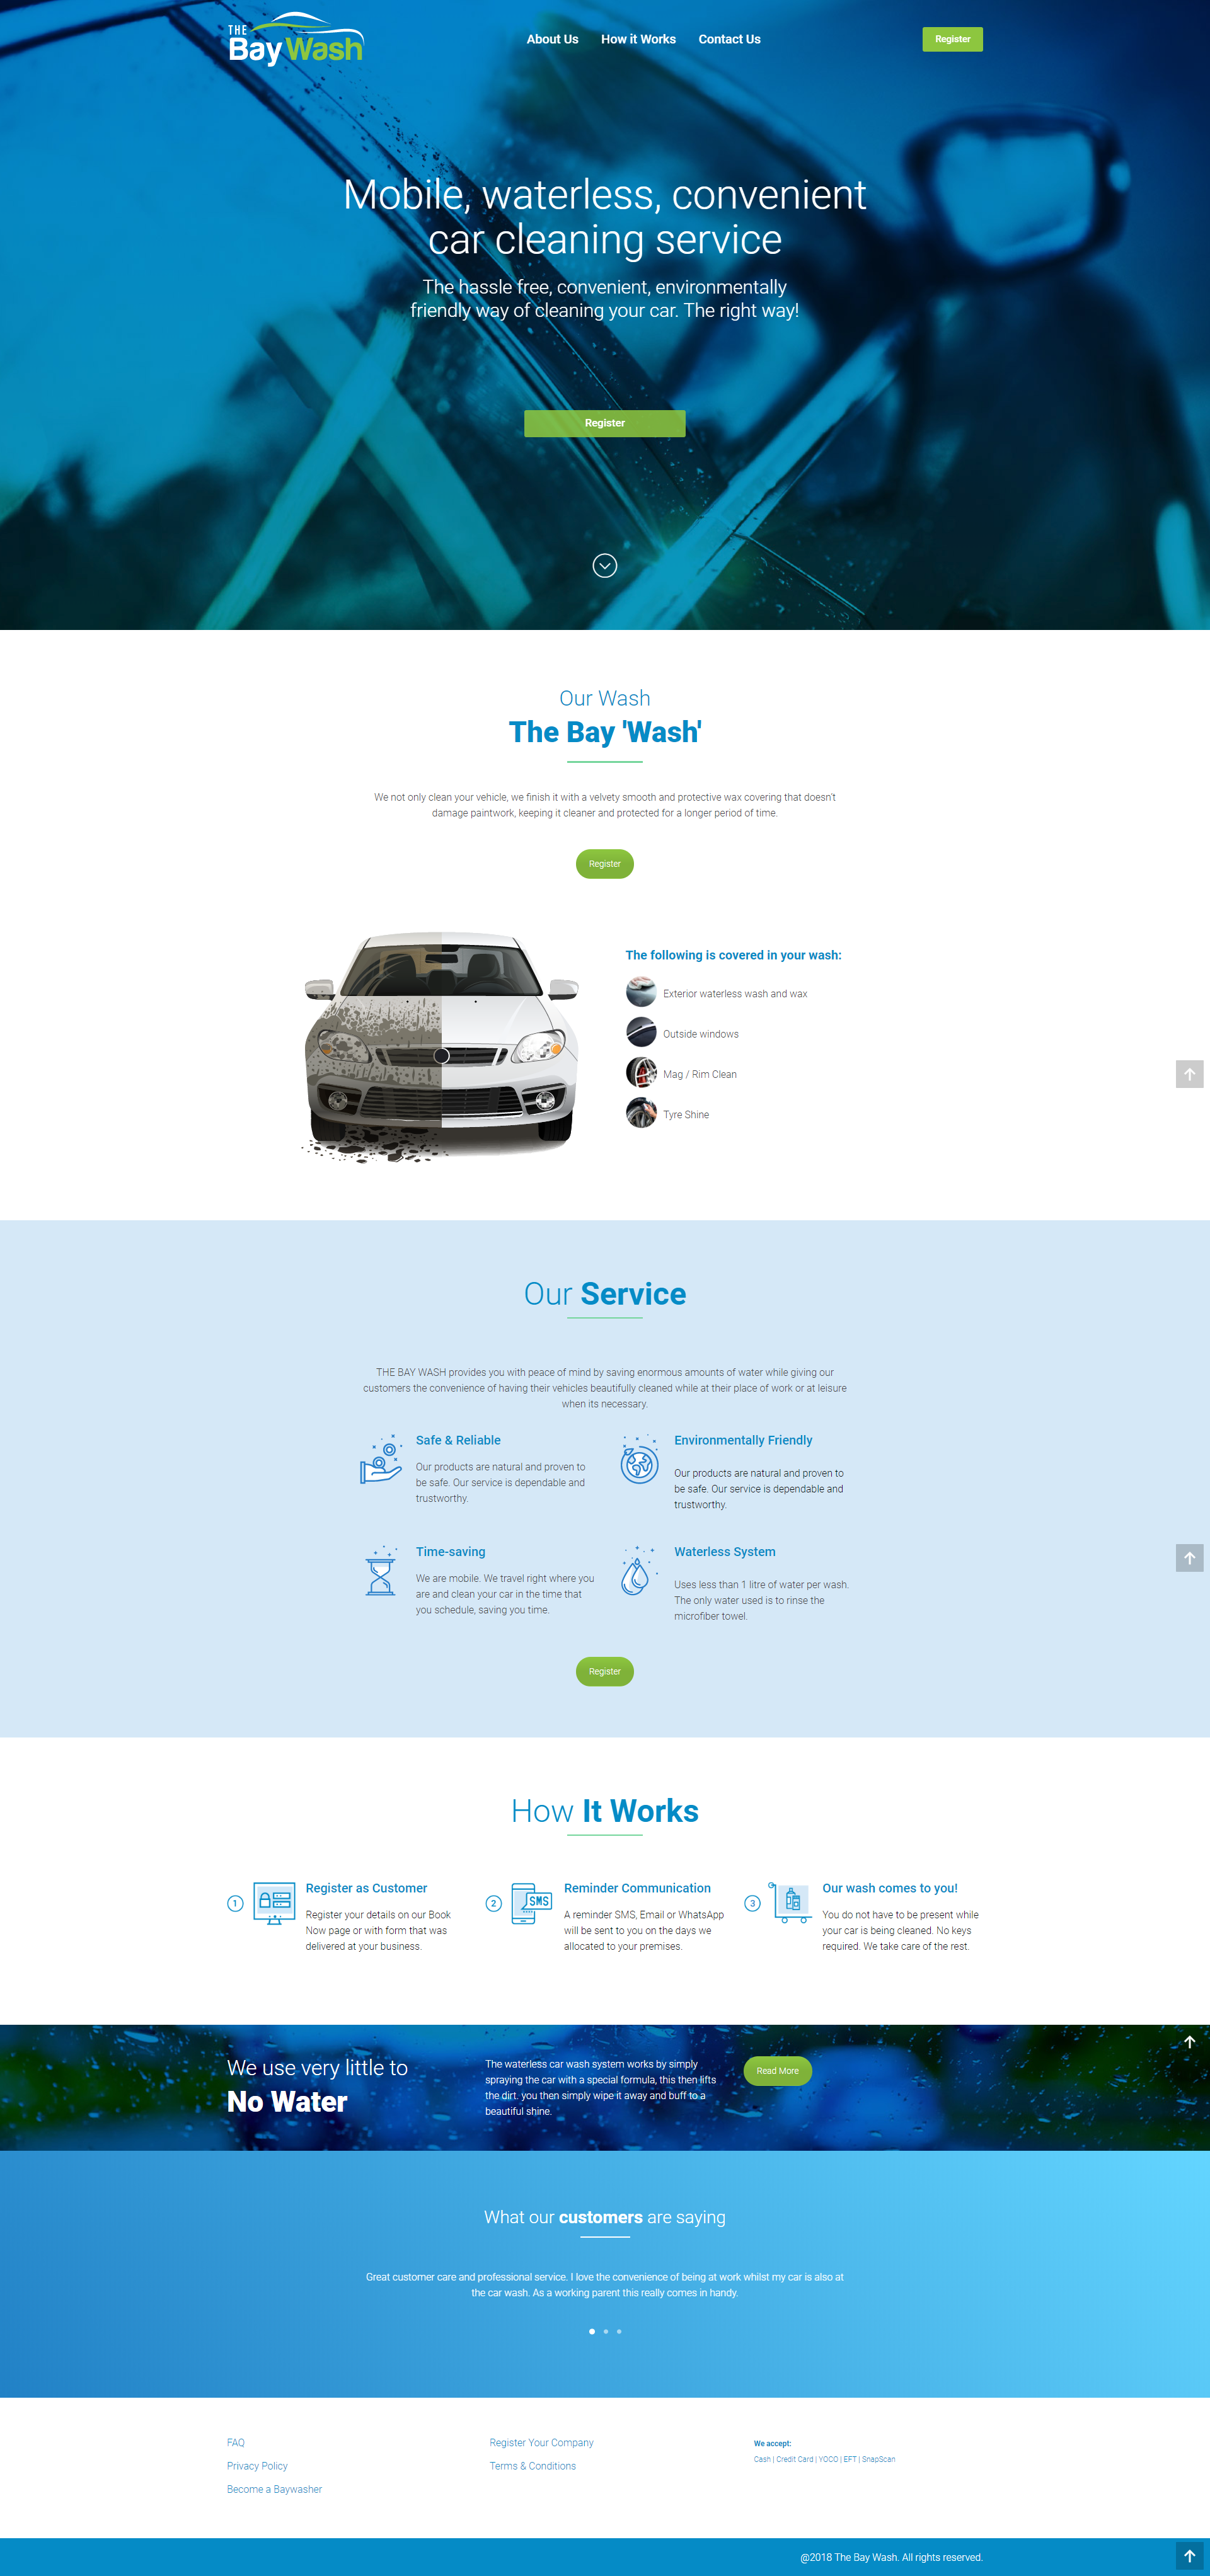 THE
BayWash
About Us
How it Works
Contact Us
Register
Mobile, waterless, convenient
car cleaning service
The hassle free, convenient, environmentally
friendly way of cleaning your car. The right way!
Register
Our Wash
The Bay 'Wash'
We not only clean your vehicle, we finish it with a velvety smooth and protective wax covering that doesn't
damage paintwork, keeping it cleaner and protected for a longer period of time.
Register
The following is covered in your wash:
Exterior waterless wash and wax
Outside windows
Mag / Rim Clean
Tyre Shine
Our Service
THE BAY WASH provides you with peace of mind by saving enormous amounts of water while giving our
customers the convenience of having their vehicles beautifully cleaned while at their place of work or at leisure
when its necessary.
Safe & Reliable
Our products are natural and proven to
be safe. Our service is dependable and
trustworthy.
Environmentally Friendly
Our products are natural and proven to
be safe. Our service is dependable and
trustworthy.
Time-saving
We are mobile. We travel right where you
are and clean your car in the time that
you schedule, saving you time.
Waterless System
Uses less than 1 litre of water per wash.
The only water used is to rinse the
microfiber towel.
Register
How It Works
1
Register as Customer
Register your details on our Book
Now page or with form that was
delivered at your business.
2
SMS
Reminder Communication
A reminder SMS, Email or WhatsApp
will be sent to you on the days we
allocated to your premises.
3
Our wash comes to you!
You do not have to be present while
your car is being cleaned. No keys
required. We take care of the rest.
We use very little to
No Water
The waterless car wash system works by simply
spraying the car with a special formula, this then lifts
the dirt. you then simply wipe it away and buff to a
beautiful shine.
Read More
What our customers are saying
Great customer care and professional service. I love the convenience of being at work whilst my car is also at
the car wash. As a working parent this really comes in handy.
FAQ
Privacy Policy
Become a Baywasher
Register Your Company
Terms & Conditions
We accept:
Cash | Credit Card | YOCO | EFT | SnapScan
@2018 The Bay Wash. All rights reserved.